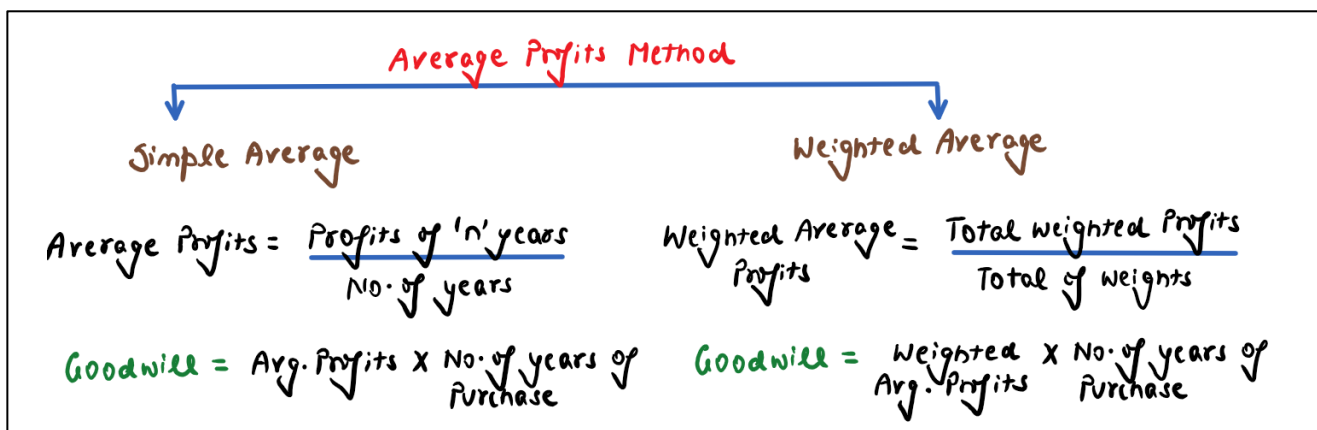 Average Profits Method
Simple Average
Average Profits = Profits of 'n' years
No. of years
Goodwill = Avg. Profits x No. of years of
Purchase
Weighted Average
Weighted Average
Profits
= Total weighted Profits
Total of weights
Goodwill = Weighted
Avg. Profits
x No. of years of
Purchase